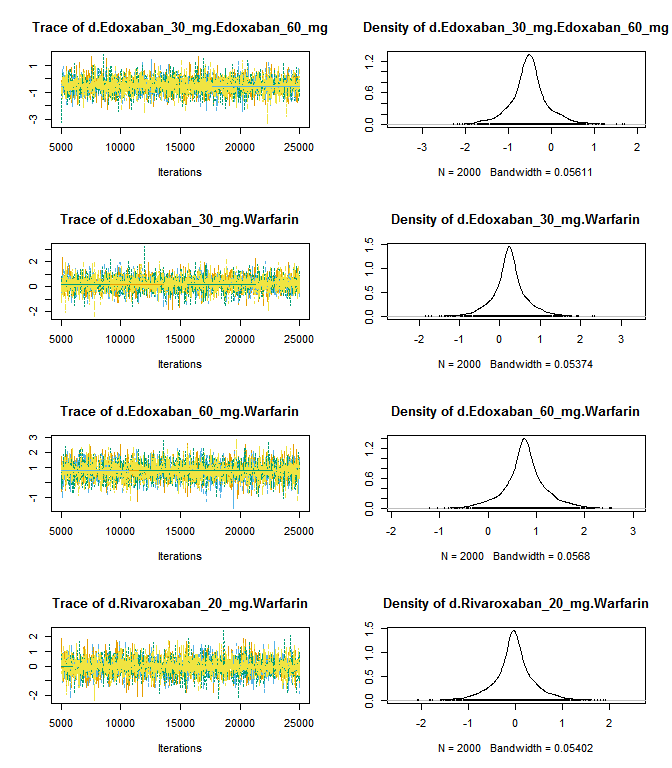 Trace of d.Edoxaban_30_mg.Edoxaban_60_mg
1
-1
-3
5000 10000 15000 20000 25000
Iterations
Density of d.Edoxaban_30_mg.Edoxaban_60_mg
1.2
0.6
0.0
-3 -2 -1 0 1 2
N = 2000 Bandwidth = 0.05611
Trace of d.Edoxaban_30_mg.Warfarin
2
1
0
-2
5000 10000 15000 20000 25000
Iterations
Density of d.Edoxaban_30_mg.Warfarin
1.5
1.0
0.5
0.0
-2 -1 0 1 2 3
N = 2000 Bandwidth = 0.05374
Trace of d.Edoxaban_60_mg.Warfarin
3
2
1
-1
5000 10000 15000 20000 25000
Iterations
Density of d.Edoxaban_60_mg.Warfarin
1.2
0.6
0.0
-2 -1 0 1 2 3
N = 2000 Bandwidth = 0.0568
Trace of d.Rivaroxaban_20_mg.Warfarin
2
1
0
-2
5000 10000 15000 20000 25000
Iterations
Density of d.Rivaroxaban_20_mg.Warfarin
1.5
1.0
0.5
0.0
-2 -1 0 1 2
N = 2000 Bandwidth = 0.05402